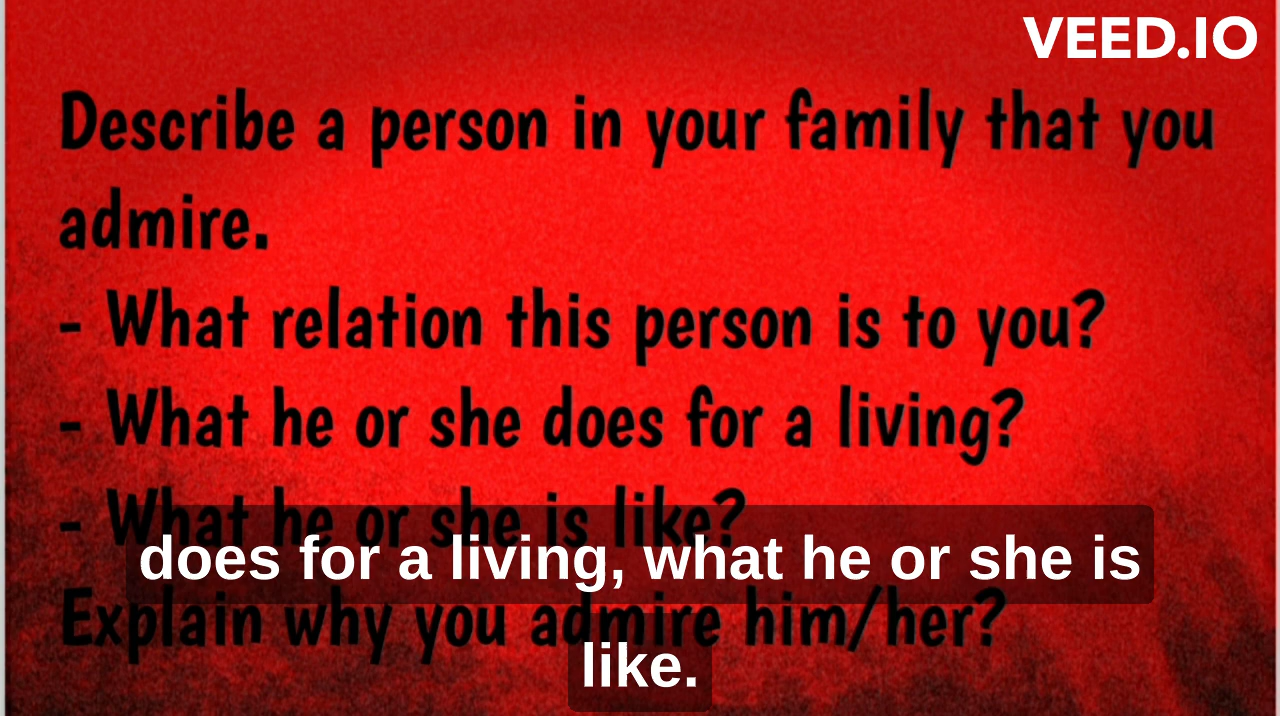 VEED.IO
Describe a person in your family that you
admire.
- What relation this person is to you?
- What he or she does for a living?
- What he or she is like?
does for a living, what he or she is
Explain why you admire him/her?
like.